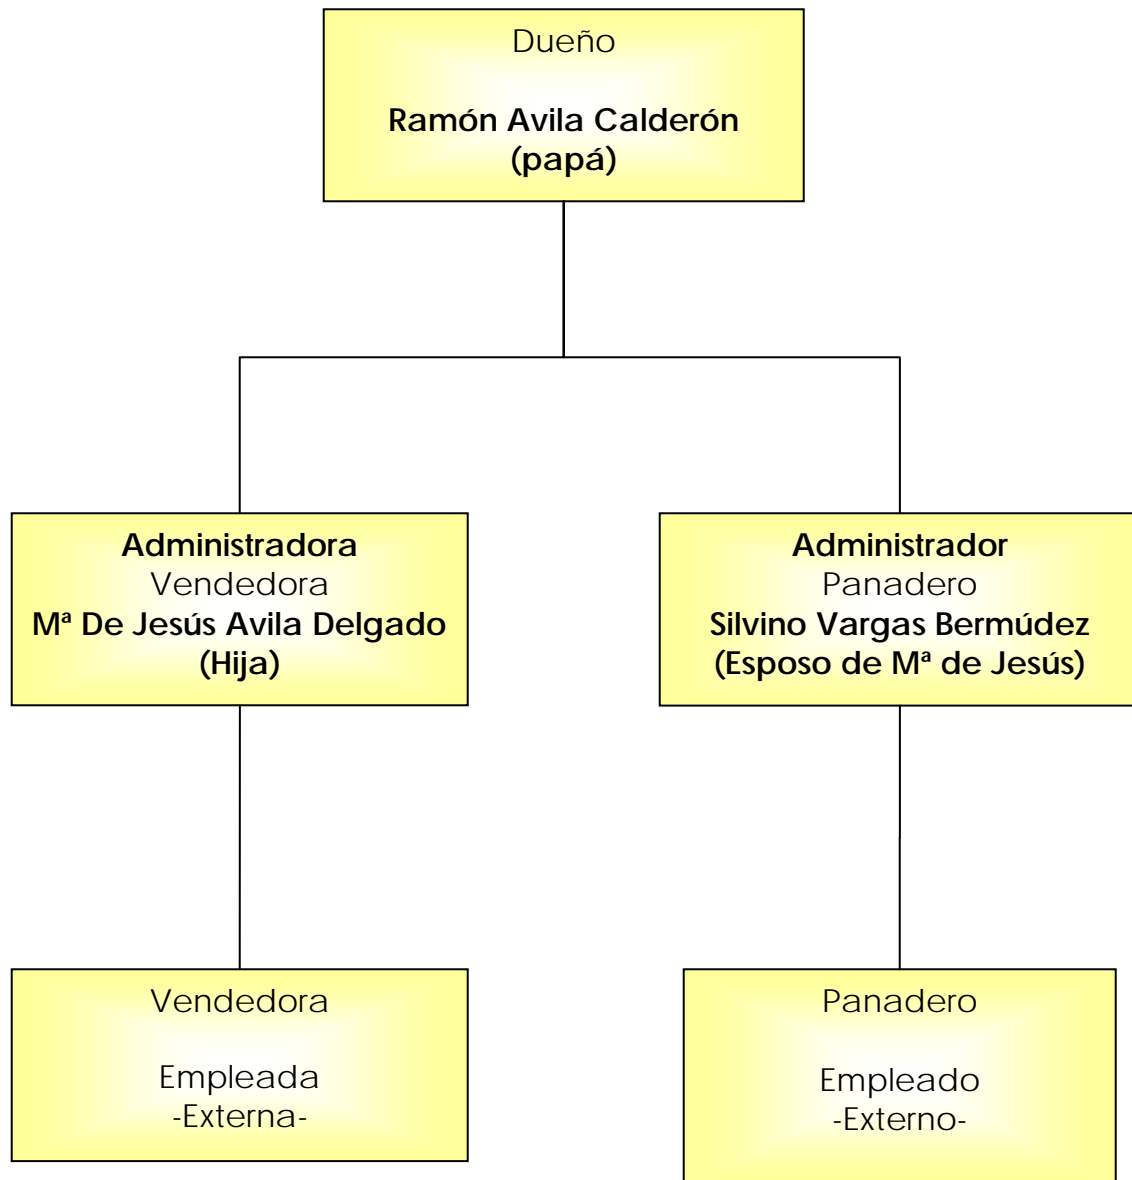 Dueño
Ramón Avila Calderón
(papá)
Administradora
Vendedora
Mª De Jesús Avila Delgado
(Hija)
Administrador
Panadero
Silvino Vargas Bermúdez
(Esposo de Mª de Jesús)
Vendedora
Empleada
-Externa-
Panadero
Empleado
-Externo-